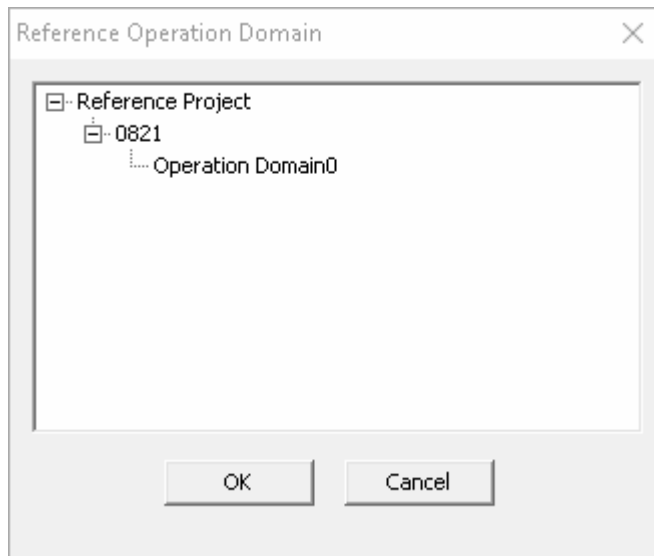 Reference Operation Domain
Reference Project
0821
Operation Domain0
OK Cancel